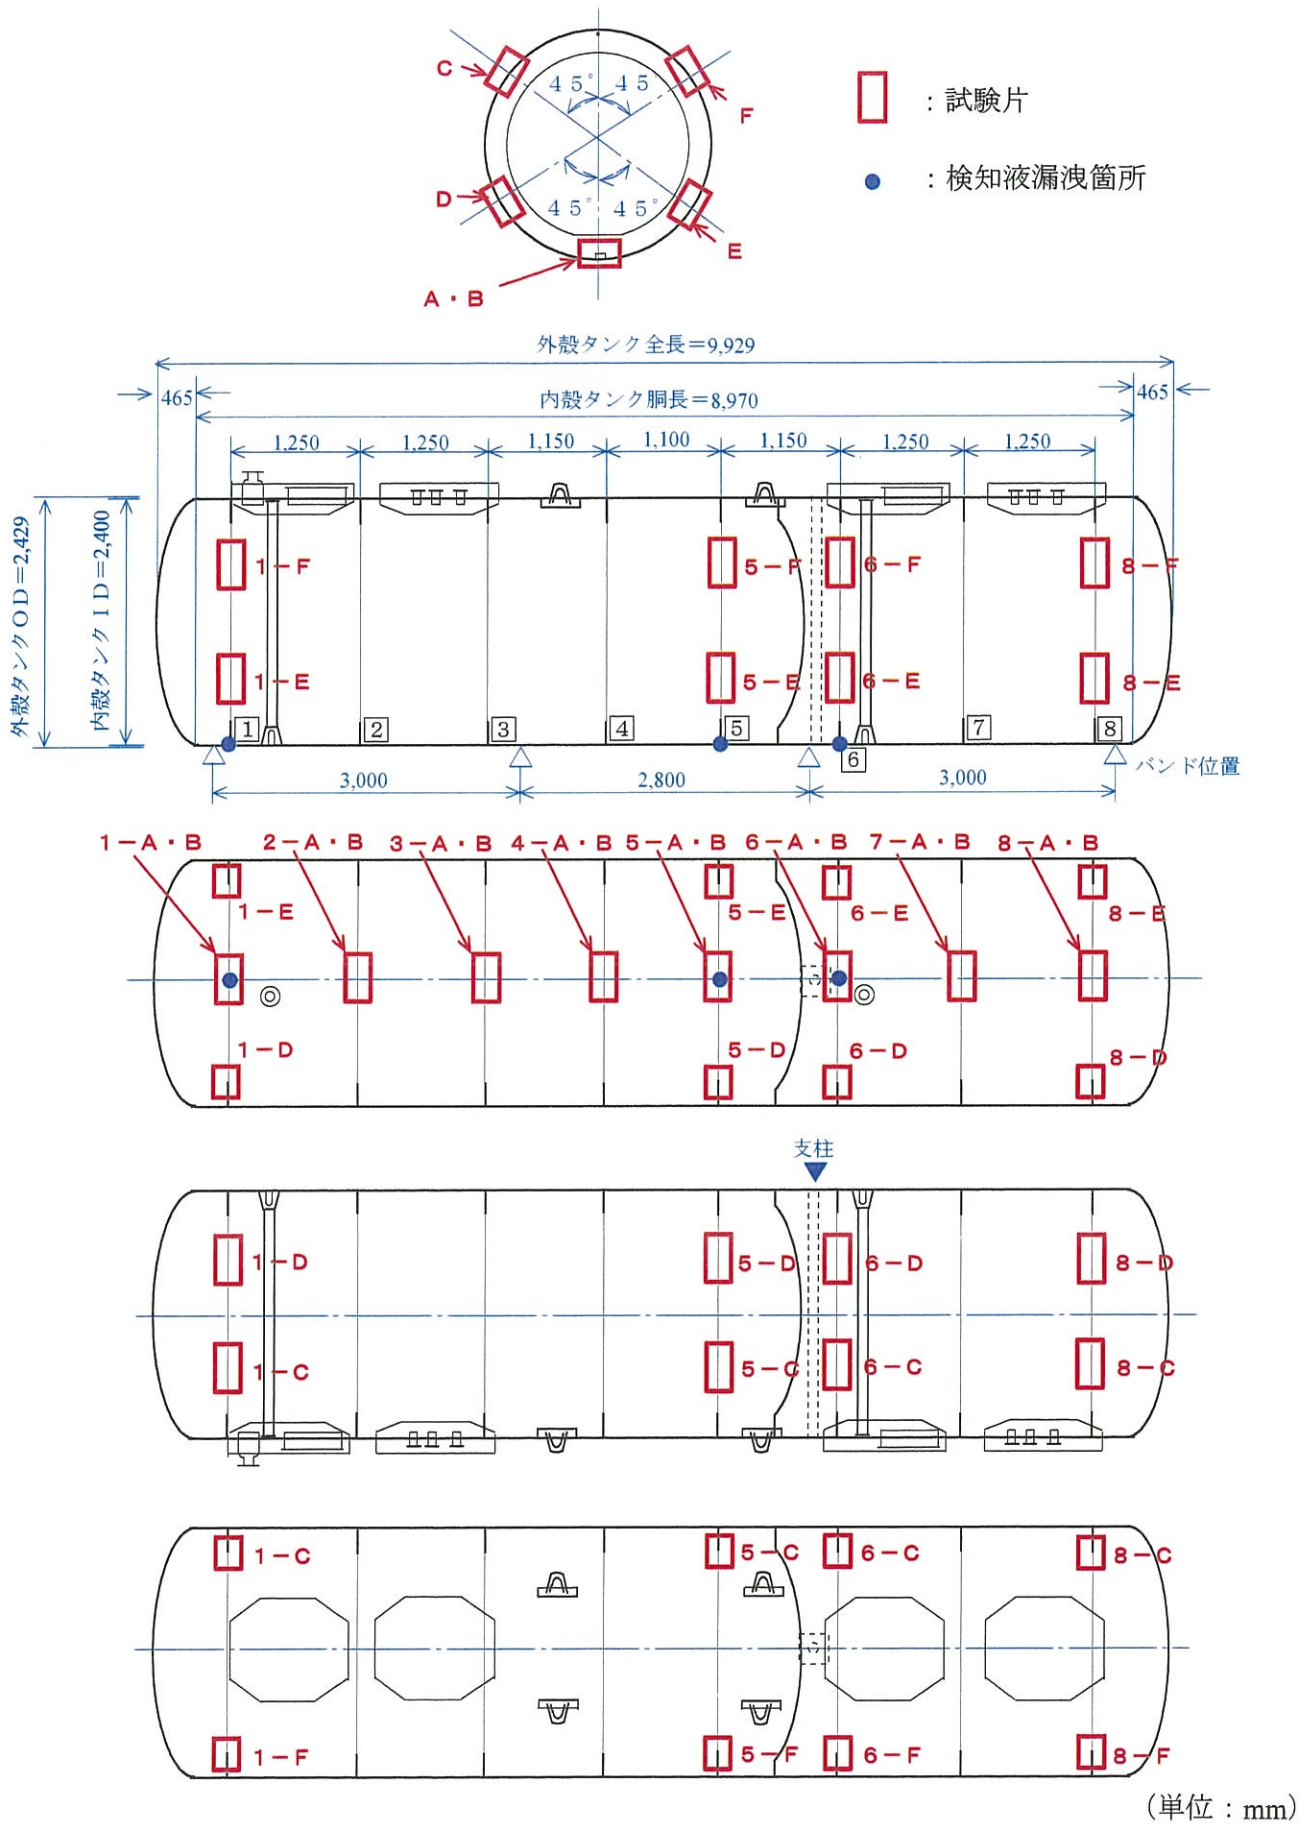 C
F
45° 45
D
45° 45°
E
A・B
：試験片
：検知液漏洩箇所
外殻タンク全長＝9,929
465
内殻タンク胴長＝8,970
465
1,250 1,250 1,150 1,100 1,150 1,250 1,250
外殻タンクOD＝2,429
内殻タンクID＝2,400
1－F 5－F 6－F 8－F
1－E 5－E 6－E 8－E
1 2 3 4 5 6 7 8
バンド位置
3,000 2,800 3,000
1－A・B 2－A・B 3－A・B 4－A・B 5－A・B 6－A・B 7－A・B 8－A・B
1－E 5－E 6－E 8－E
1－D 5－D 6－D 8－D
支柱
1－D 5－D 6－D 8－D
1－C 5－C 6－C 8－C
1－C 5－C 6－C 8－C
1－F 5－F 6－F 8－F
（単位：mm）